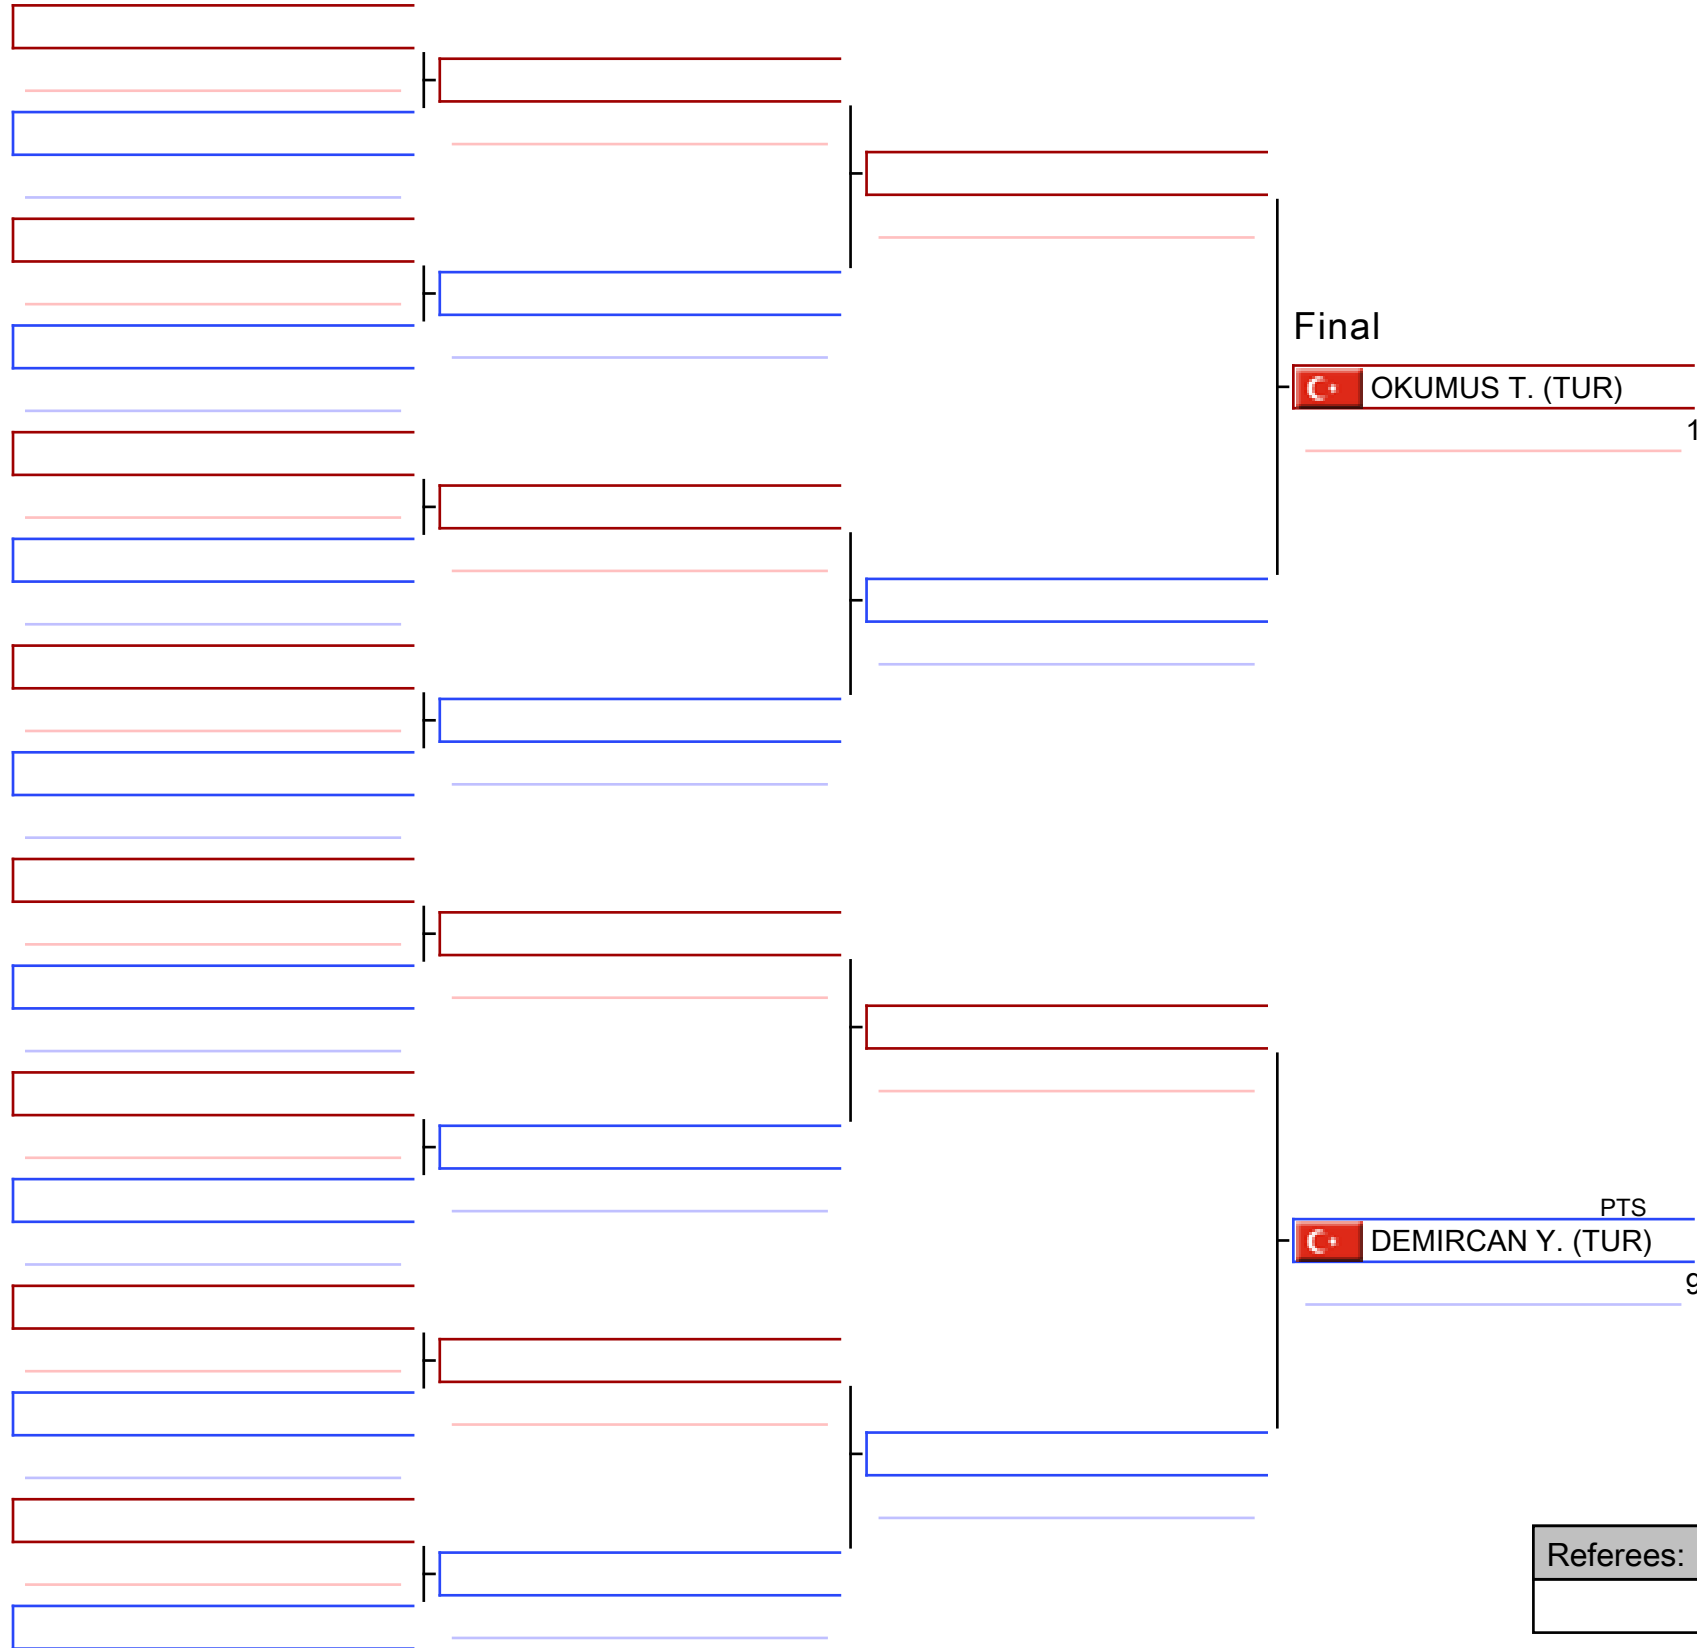 Final
OKUMUS T. (TUR)
1
PTS
DEMIRCAN Y. (TUR)
9
Referees: